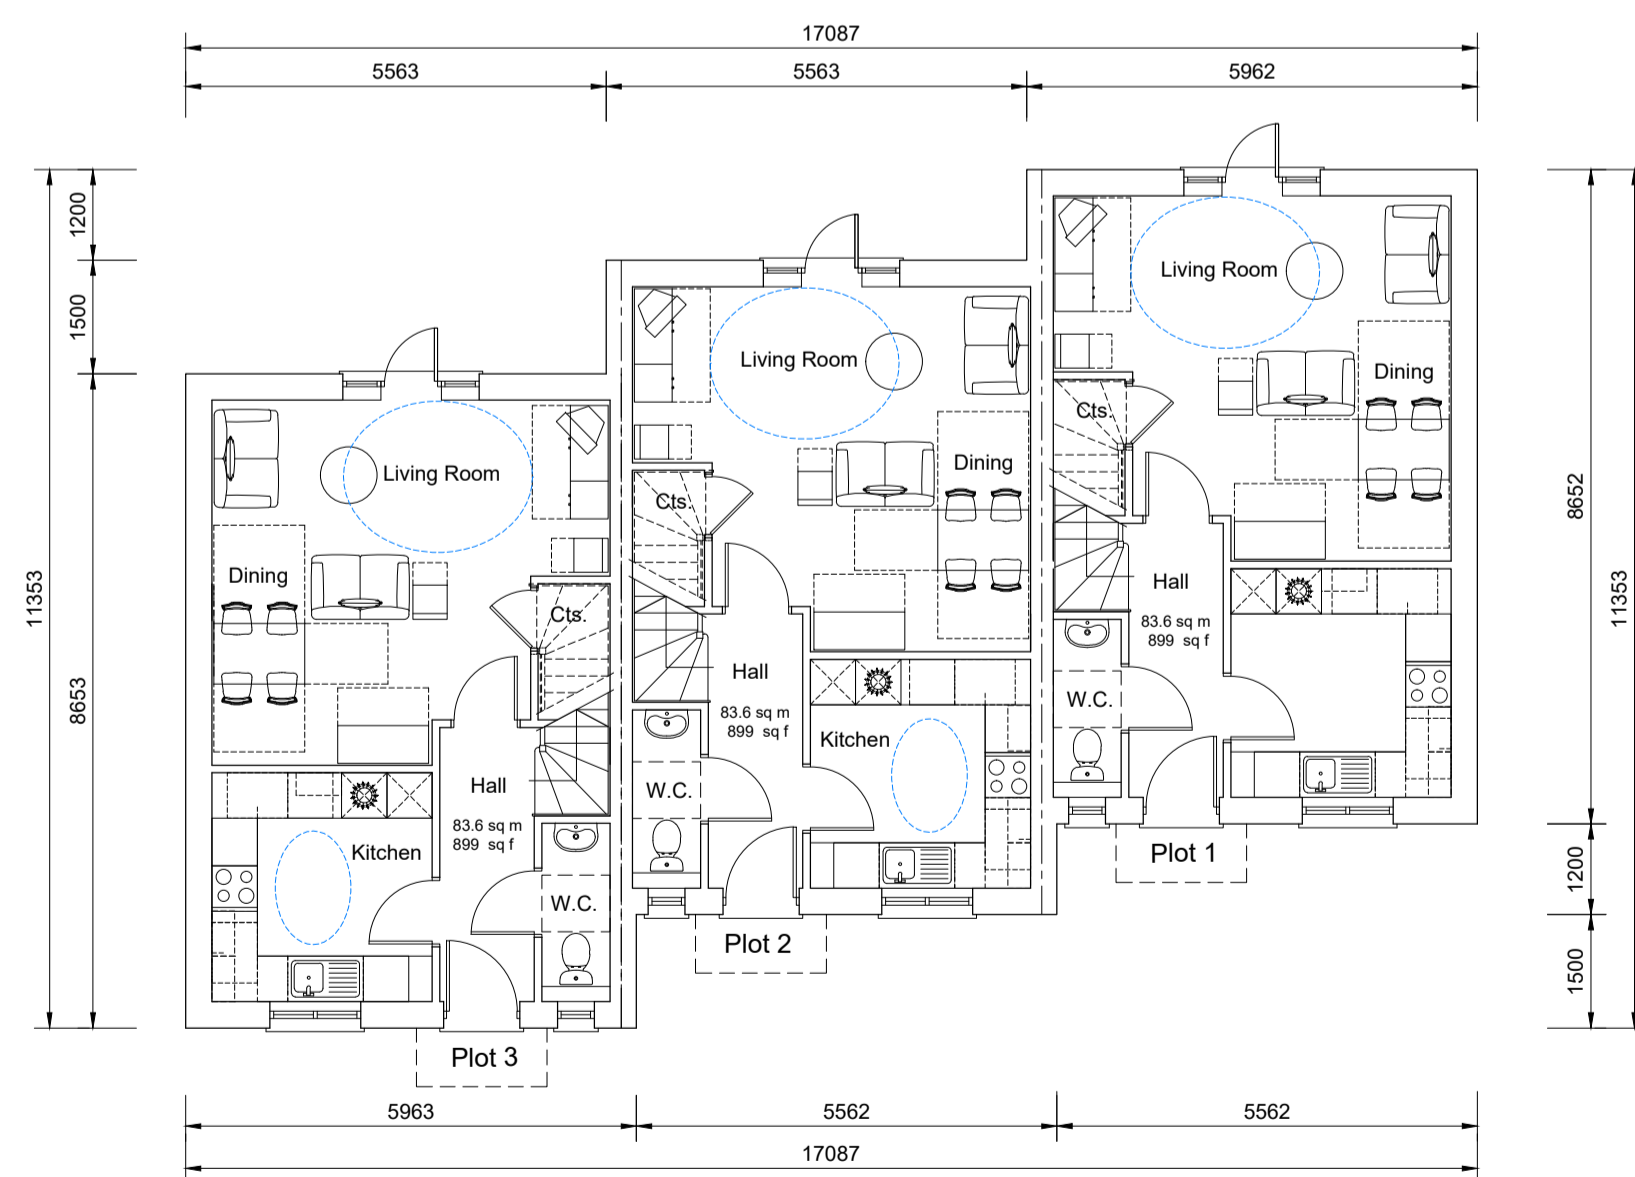 17087
5563
5563
5962
1200
1500
8653
11353
8652
1200
1500
11353
Living Room
Dining
Cts.
Hall
83.6 sq m
899 sq f
W.C.
Plot 1
Living Room
Dining
Cts.
Hall
83.6 sq m
899 sq f
Kitchen
W.C.
Plot 2
Living Room
Dining
Cts.
Hall
83.6 sq m
899 sq f
Kitchen
W.C.
Plot 3
5963
5562
5562
17087